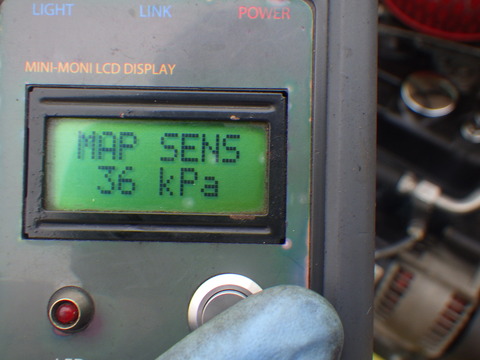 LIGHT LINK POWER
MINI-MONI LCD DISPLAY
MAP SENS
36 kPa